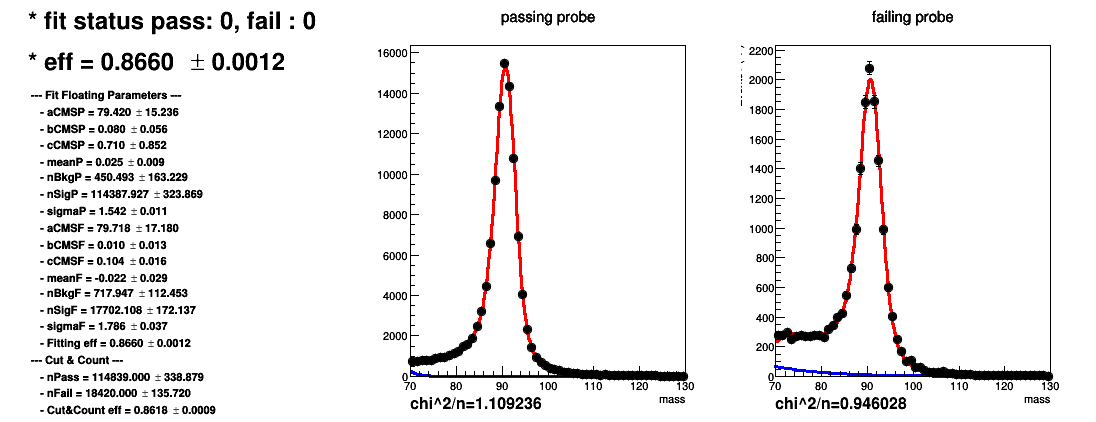 * fit status pass: 0, fail : 0
* eff = 0.8660 ± 0.0012
--- Fit Floating Parameters ---
- aCMSP = 79.420 ± 15.236
- bCMSP = 0.080 ± 0.056
- cCMSP = 0.710 ± 0.852
- meanP = 0.025 ± 0.009
- nBkgP = 450.493 ± 163.229
- nSigP = 114387.927 ± 323.869
- sigmaP = 1.542 ± 0.011
- aCMSF = 79.718 ± 17.180
- bCMSF = 0.010 ± 0.013
- cCMSF = 0.104 ± 0.016
- meanF = -0.022 ± 0.029
- nBkgF = 717.947 ± 112.453
- nSigF = 17702.108 ± 172.137
- sigmaF = 1.786 ± 0.037
- Fitting eff = 0.8660 ± 0.0012
--- Cut & Count ---
- nPass = 114839.000 ± 338.879
- nFail = 18420.000 ± 135.720
- Cut&Count eff = 0.8618 ± 0.0009
passing probe
16000
14000
12000
10000
8000
6000
4000
2000
0
70 80 90 100 110 120 130
mass
chi^2/n=1.109236
failing probe
2200
2000
1800
1600
1400
1200
1000
800
600
400
200
0
70 80 90 100 110 120 130
mass
chi^2/n=0.946028